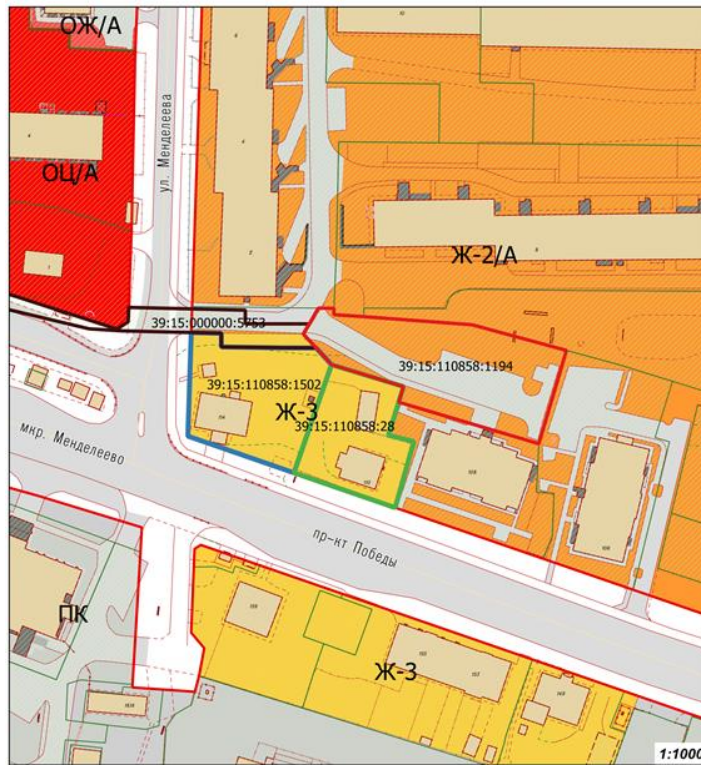 ОЖ/А
ОЦ/А
ул. Менделеева
Ж-2/А
39:15:000000:5753
39:15:110858:1194
39:15:110858:1502
Ж-3
39:15:110858:28
мкр. Менделеево
пр-кт Победы
ПК
Ж-3
1:1000